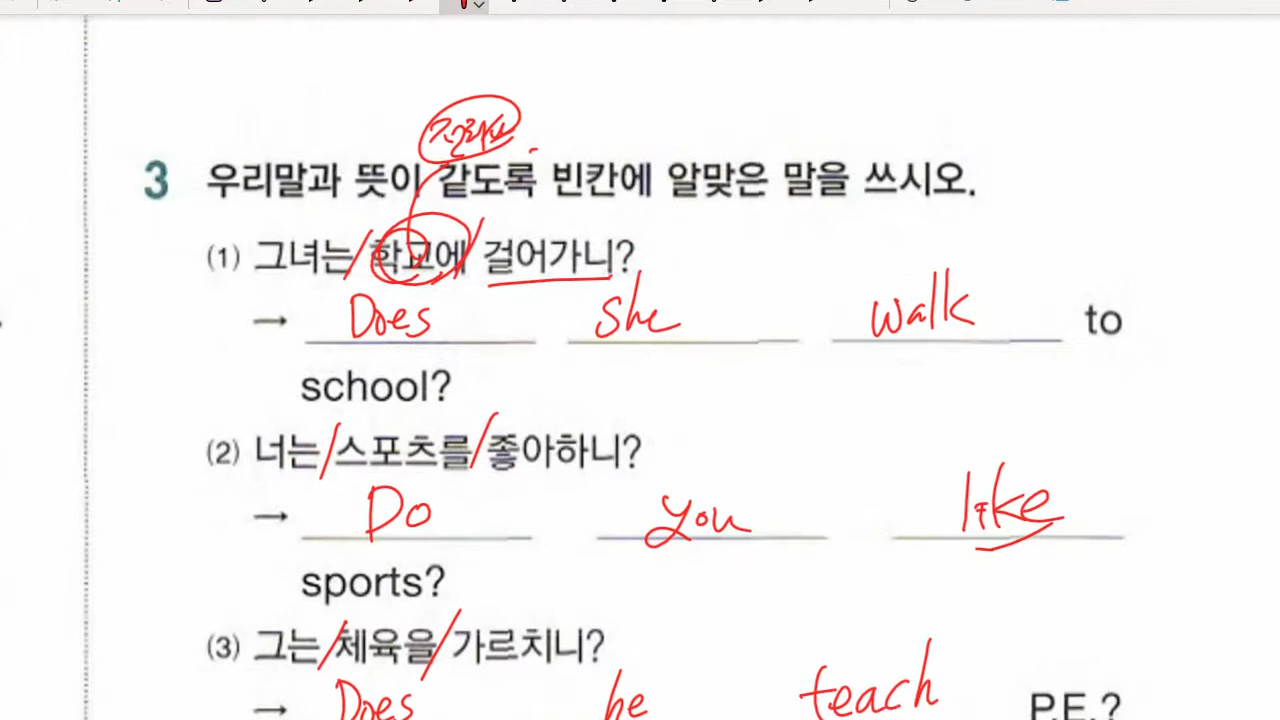 3 우리말과 뜻이 같도록 빈칸에 알맞은 말을 쓰시오.
(1) 그녀는 / 학교에 / 걸어가니?
→ Does she walk to
school?
(2) 너는 / 스포츠를 / 좋아하니?
→ Do you like
sports?
(3) 그는 / 체육을 / 가르치니?
→ Does he teach P.E.?